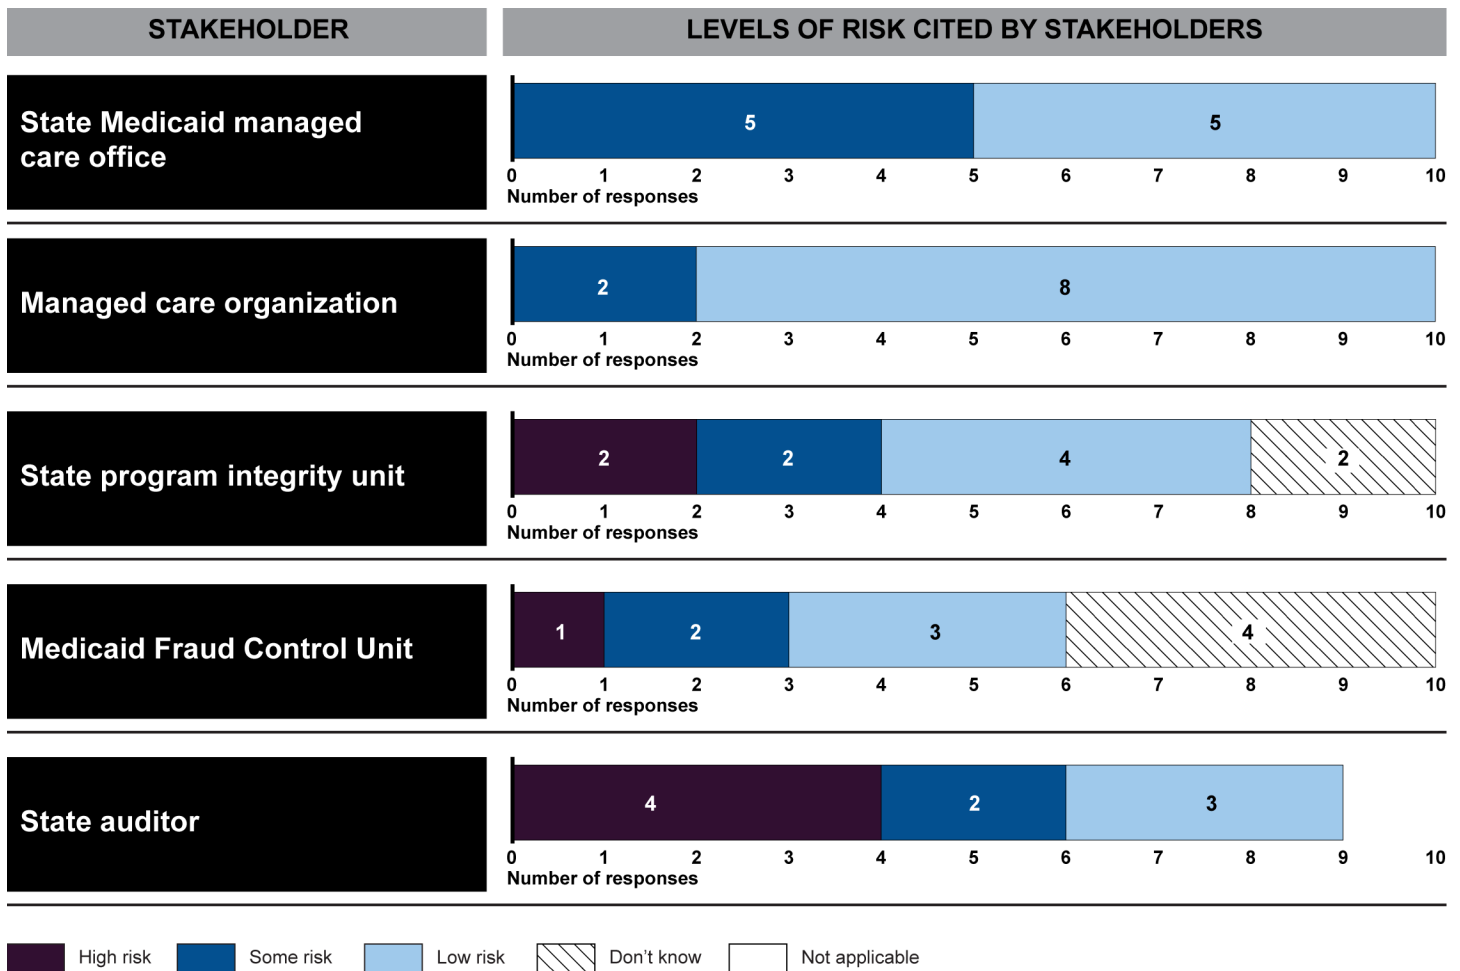 STAKEHOLDER
LEVELS OF RISK CITED BY STAKEHOLDERS
State Medicaid managed
care office
5
5
0 1 2 3 4 5 6 7 8 9 10
Number of responses
Managed care organization
2
8
0 1 2 3 4 5 6 7 8 9 10
Number of responses
State program integrity unit
2
2
4
2
0 1 2 3 4 5 6 7 8 9 10
Number of responses
Medicaid Fraud Control Unit
1
2
3
4
0 1 2 3 4 5 6 7 8 9 10
Number of responses
State auditor
4
2
3
0 1 2 3 4 5 6 7 8 9 10
Number of responses
High risk
Some risk
Low risk
Don’t know
Not applicable